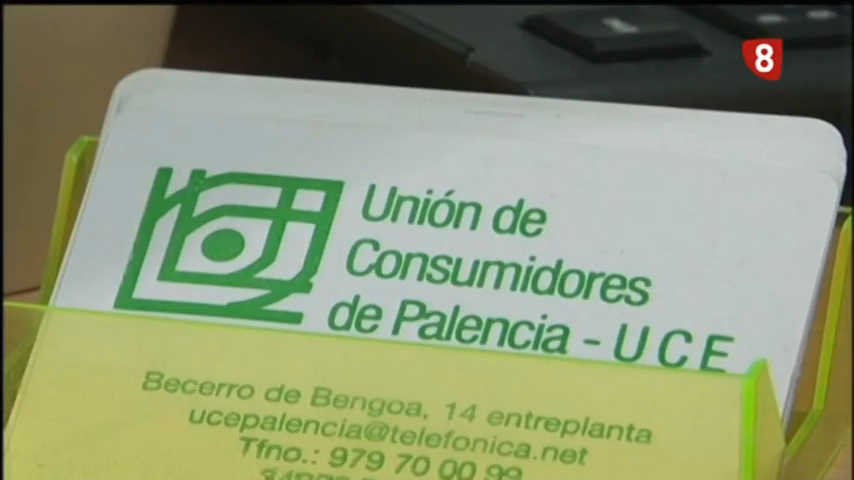 8
Unión de
Consumidores
de Palencia - UCE
Becerro de Bengoa, 14 entreplanta
ucepalencia@telefonica.net
Tfno.: 979 70 00 99